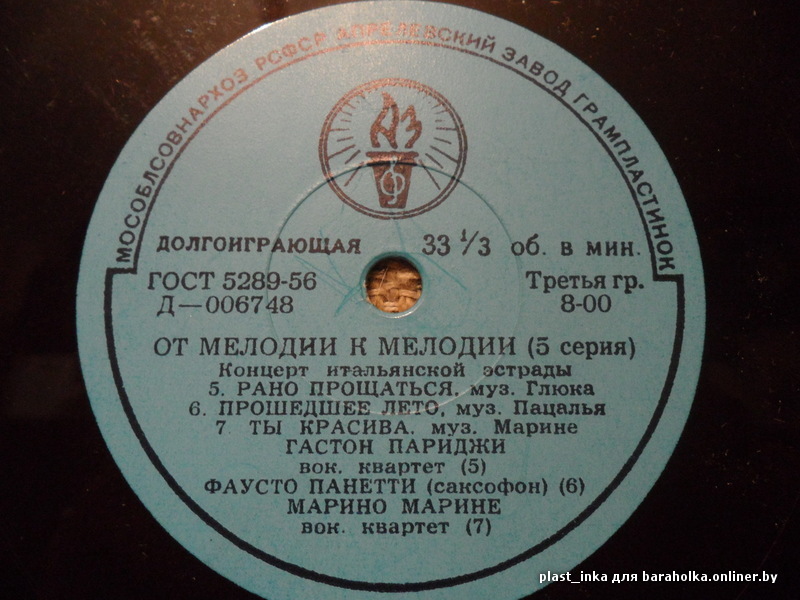 МОСОБЛСОВНАРХОЗ РСФСР АПРЕЛЕВСКИЙ ЗАВОД ГРАМПЛАСТИНОК
АЗ
ДОЛГОИГРАЮЩАЯ 33 1/3 об. в мин.
ГОСТ 5289-56 Третья гр.
Д—006748 8-00
ОТ МЕЛОДИИ К МЕЛОДИИ (5 серия)
Концерт итальянской эстрады
5. РАНО ПРОЩАТЬСЯ, муз. Глюка
6. ПРОШЕДШЕЕ ЛЕТО, муз. Пацалья
7. ТЫ КРАСИВА, муз. Марине
ГАСТОН ПАРИДЖИ
вок. квартет (5)
ФАУСТО ПАНЕТТИ (саксофон) (6)
МАРИНО МАРИНЕ
вок. квартет (7)
plast_inka для baraholka.onliner.by